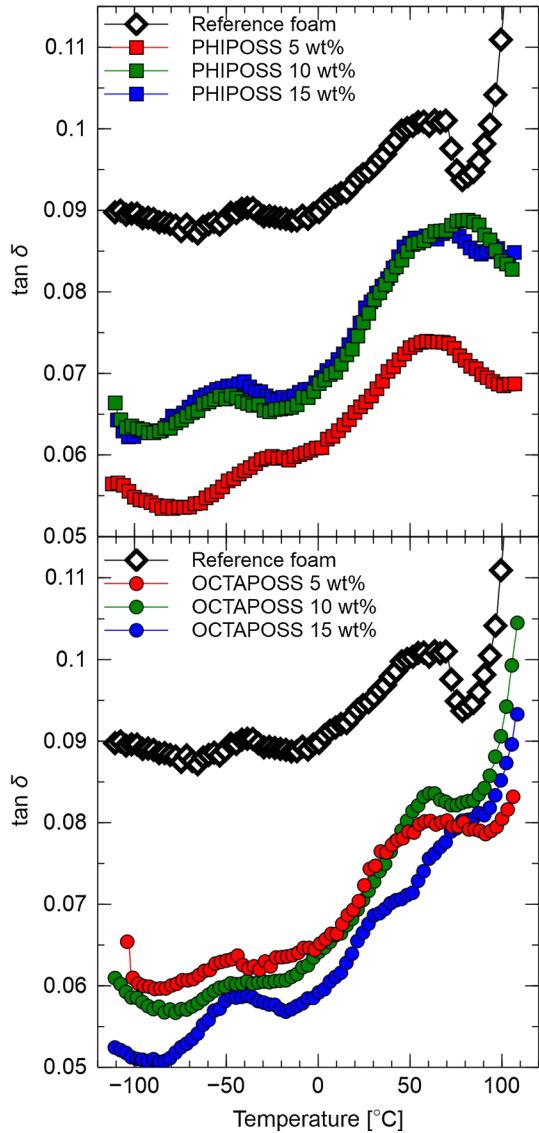 0.11
0.1
0.09
0.08
0.07
0.06
0.05
tan δ
Reference foam
PHIPOSS 5 wt%
PHIPOSS 10 wt%
PHIPOSS 15 wt%
0.11
0.1
0.09
0.08
0.07
0.06
0.05
tan δ
Reference foam
OCTAPOSS 5 wt%
OCTAPOSS 10 wt%
OCTAPOSS 15 wt%
−100 −50 0 50 100
Temperature [°C]